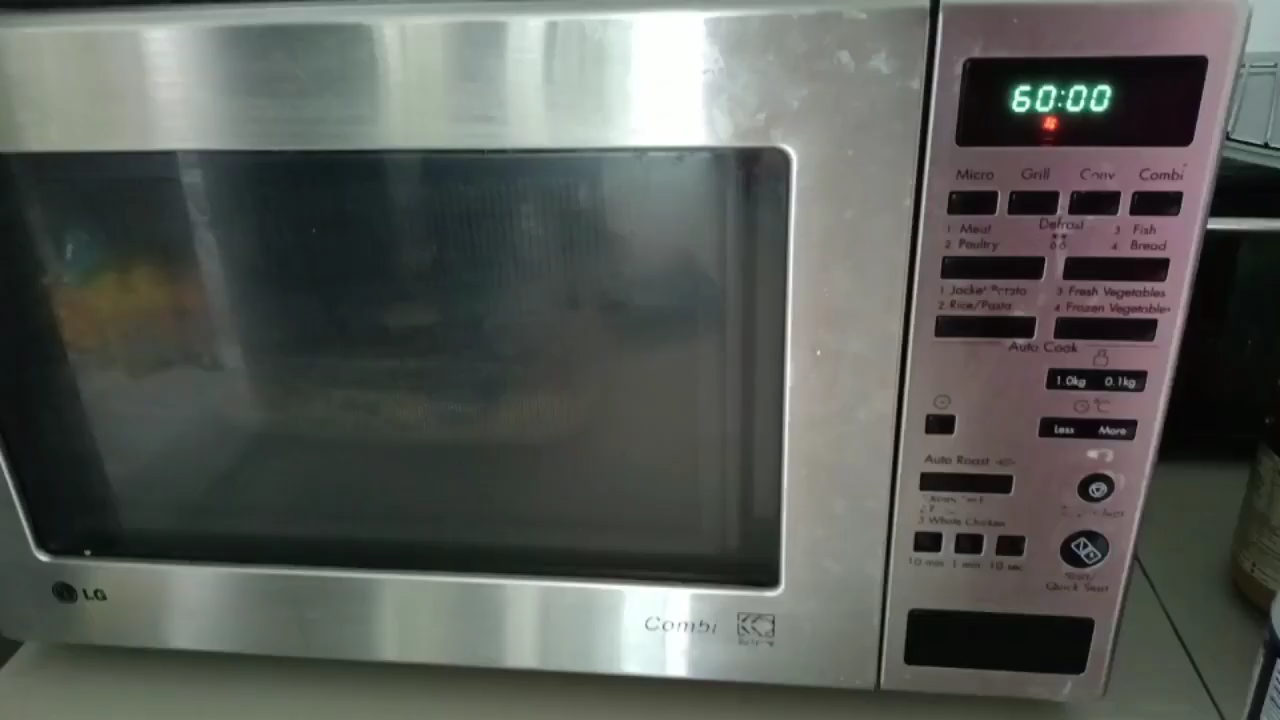 60:00
Micro Grill Conv Combi
Defrost
1 Meat 3 Fish
2 Poultry 4 Bread
1 Jacket Potato 3 Fresh Vegetables
2 Rice/Pasta 4 Frozen Vegetables
Auto Cook
1.0kg 0.1kg
°C
Less More
Auto Roast
3 Whole Chicken
10 min 1 min 10 sec
Start/
Quick Start
LG
Combi